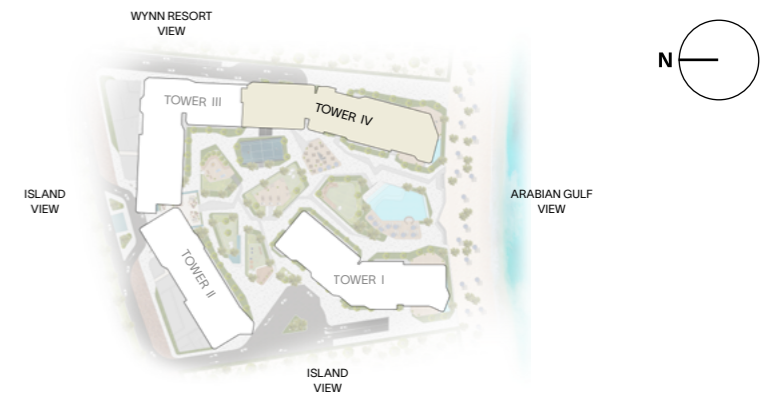 WYNN RESORT
VIEW
N
TOWER III
TOWER IV
ISLAND
VIEW
ARABIAN GULF
VIEW
TOWER II
TOWER I
ISLAND
VIEW